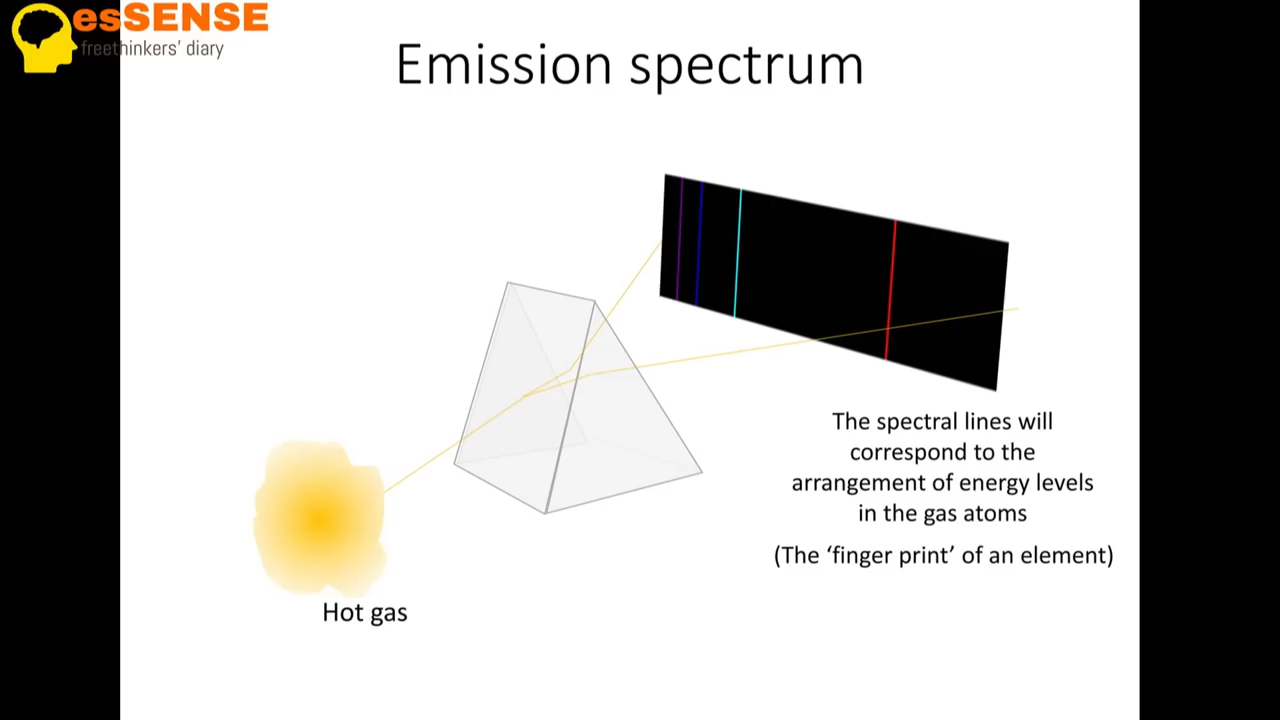 esSENSE
freethinkers' diary
Emission spectrum
The spectral lines will
correspond to the
arrangement of energy levels
in the gas atoms
(The ‘finger print’ of an element)
Hot gas